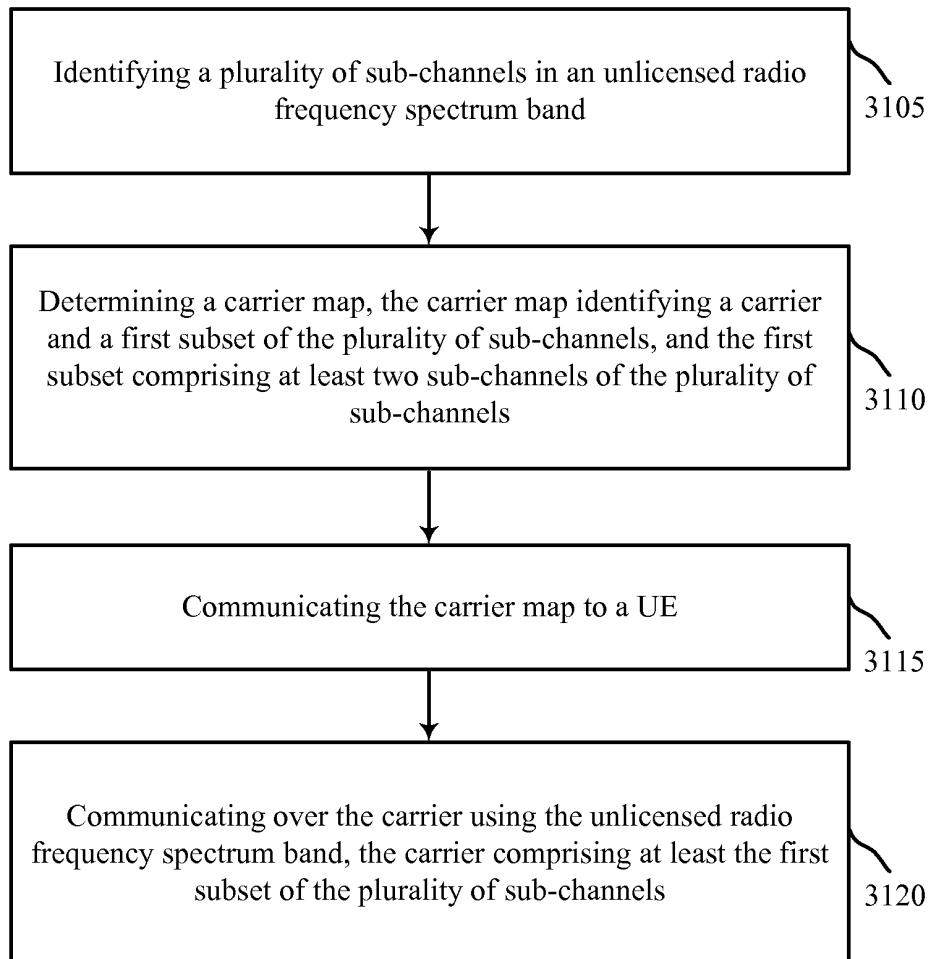 Identifying a plurality of sub-channels in an unlicensed radio
frequency spectrum band
3105
Determining a carrier map, the carrier map identifying a carrier
and a first subset of the plurality of sub-channels, and the first
subset comprising at least two sub-channels of the plurality of
sub-channels
3110
Communicating the carrier map to a UE
3115
Communicating over the carrier using the unlicensed radio
frequency spectrum band, the carrier comprising at least the first
subset of the plurality of sub-channels
3120